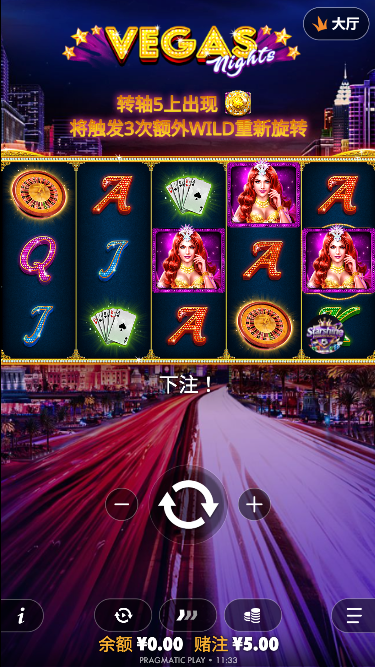 VEGAS
Nights
大厅
转轴5上出现
将触发3次额外WILD重新旋转
A
A
Q
J
A
J
A
下注！
余额 ¥0.00 赌注 ¥5.00
PRAGMATIC PLAY • 11:33